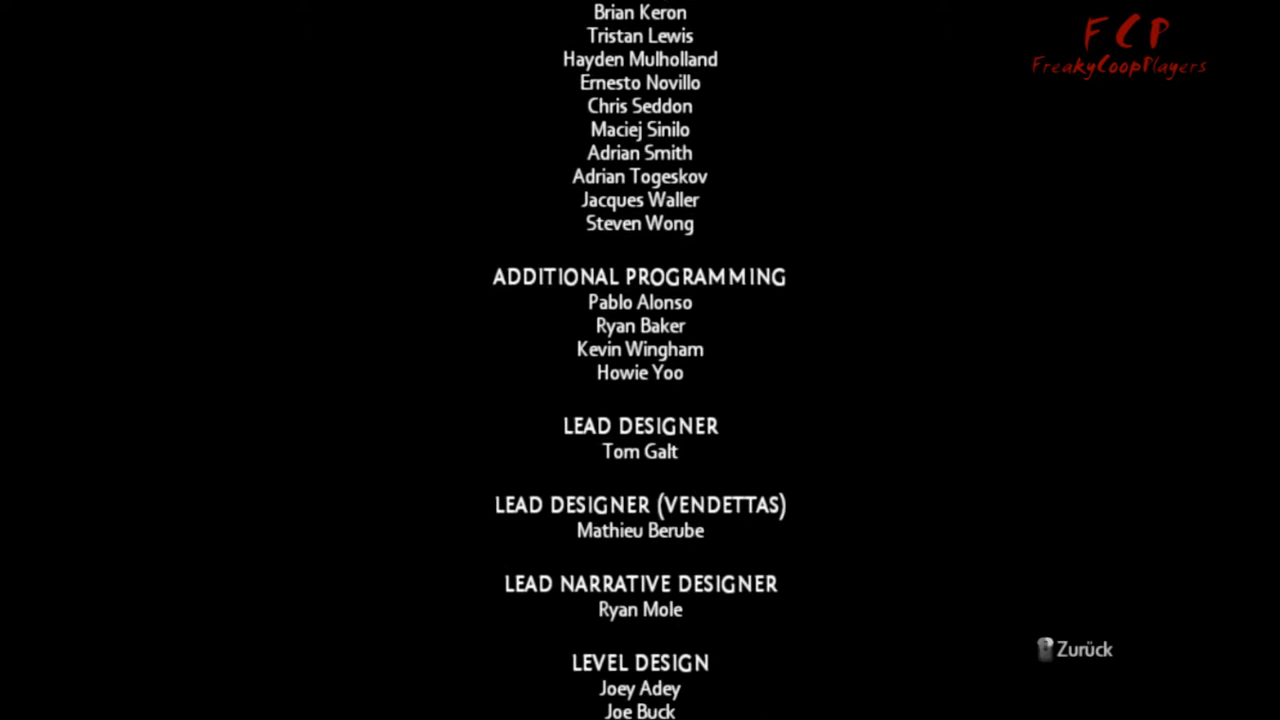 Brian Keron
Tristan Lewis
Hayden Mulholland
Ernesto Novillo
Chris Seddon
Maciej Sinilo
Adrian Smith
Adrian Togeskov
Jacques Waller
Steven Wong
ADDITIONAL PROGRAMMING
Pablo Alonso
Ryan Baker
Kevin Wingham
Howie Yoo
LEAD DESIGNER
Tom Galt
LEAD DESIGNER (VENDETTAS)
Mathieu Berube
LEAD NARRATIVE DESIGNER
Ryan Mole
LEVEL DESIGN
Joey Adey
Joe Buck
FCP
FreakyCoopPlayers
Zurück